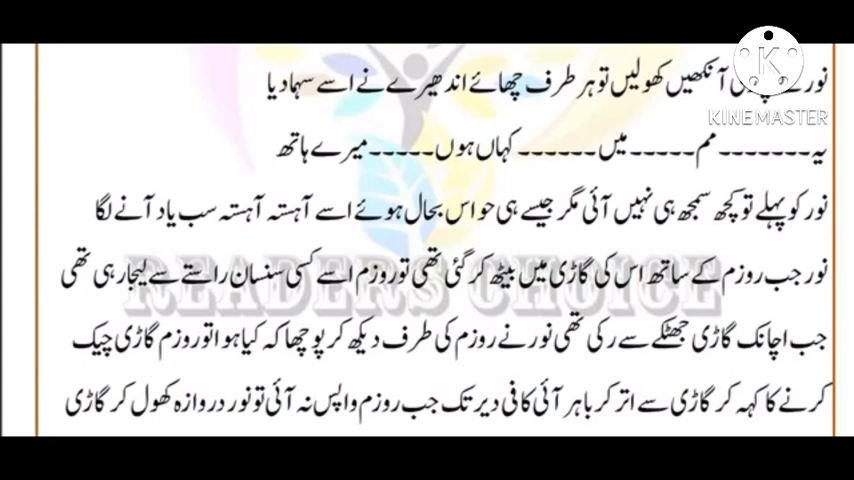 KINEMASTER
نور آنکھیں کھولیں تو ہر طرف چھائے اندھیرے نے اسے سہما دیا
یہ۔۔۔۔۔۔۔۔مم۔۔۔۔۔میں۔۔۔۔۔۔کہاں ہوں۔۔۔۔۔میرے ہاتھ
نور کو پہلے تو کچھ سمجھ ہی نہیں آئی مگر جیسے ہی حواس بحال ہوئے اسے آہستہ آہستہ سب یاد آنے لگا
نور جب روزم کے ساتھ اس کی گاڑی میں بیٹھ کر گئی تھی تو روزم اسے کسی سنسان راستے سے لیجا رہی تھی
READERS CHOICE
جب اچانک گاڑی جھٹکے سے رکی تھی نور نے روزم کی طرف دیکھ کر پوچھا کہ کیا ہوا تو روزم گاڑی چیک
کرنے کا کہہ کر گاڑی سے اتر کر باہر آئی کافی دیر تک جب روزم واپس نہ آئی تو نور دروازہ کھول کر گاڑی